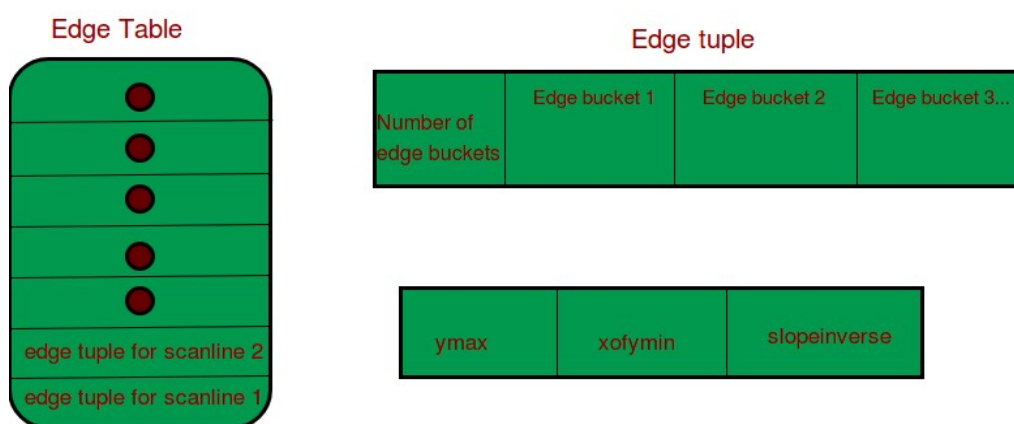 Edge Table
edge tuple for scanline 2
edge tuple for scanline 1
Edge tuple
Number of
edge buckets
Edge bucket 1
Edge bucket 2
Edge bucket 3...
ymax
xofymin
slopeinverse